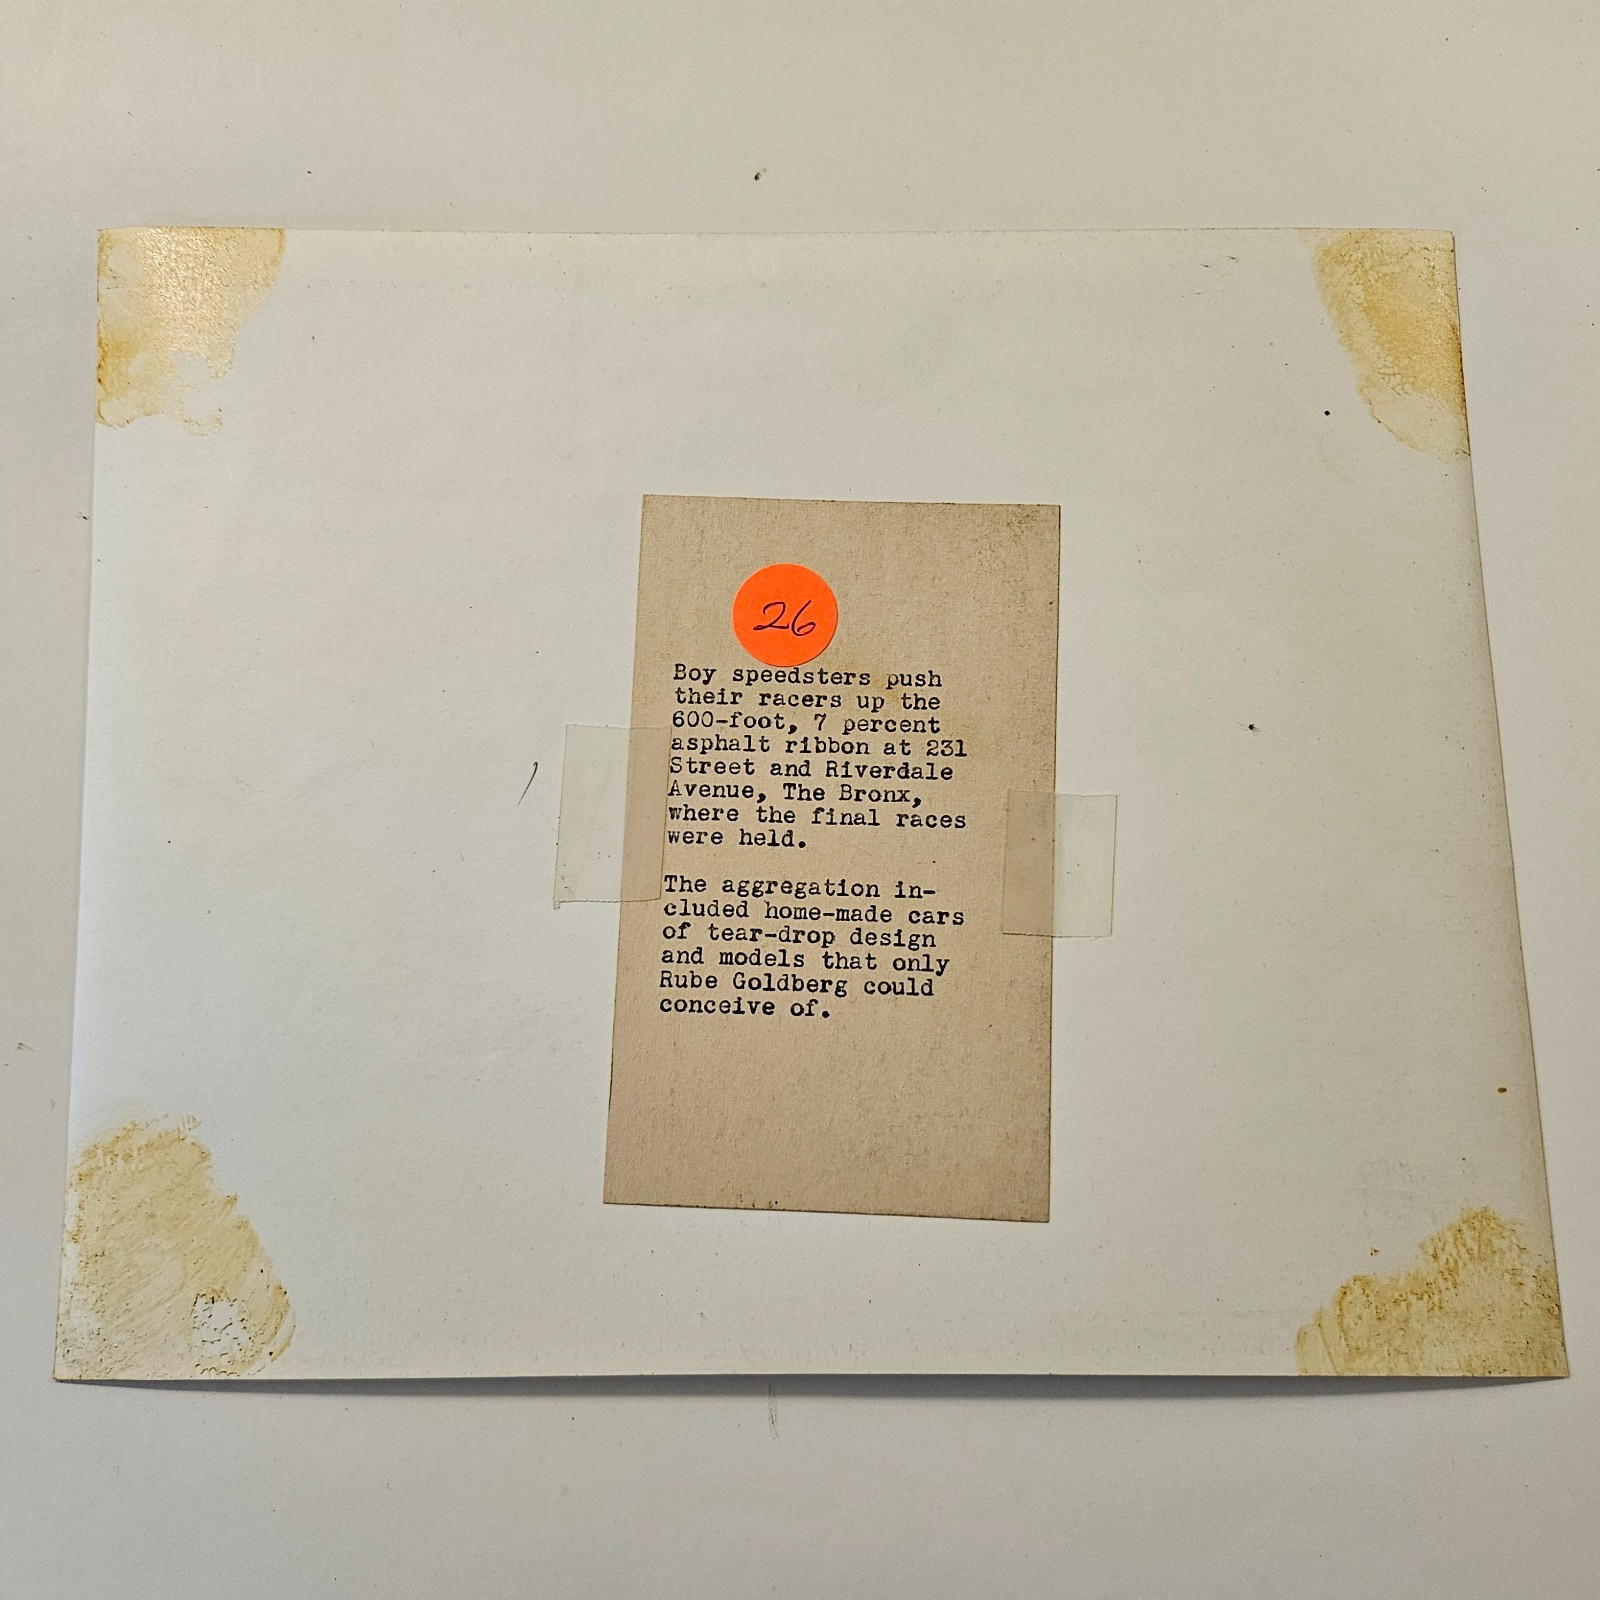 26
Boy speedsters push
their racers up the
600-foot, 7 percent
asphalt ribbon at 231
Street and Riverdale
Avenue, The Bronx,
where the final races
were held.
The aggregation in-
cluded home-made cars
of tear-drop design
and models that only
Rube Goldberg could
conceive of.